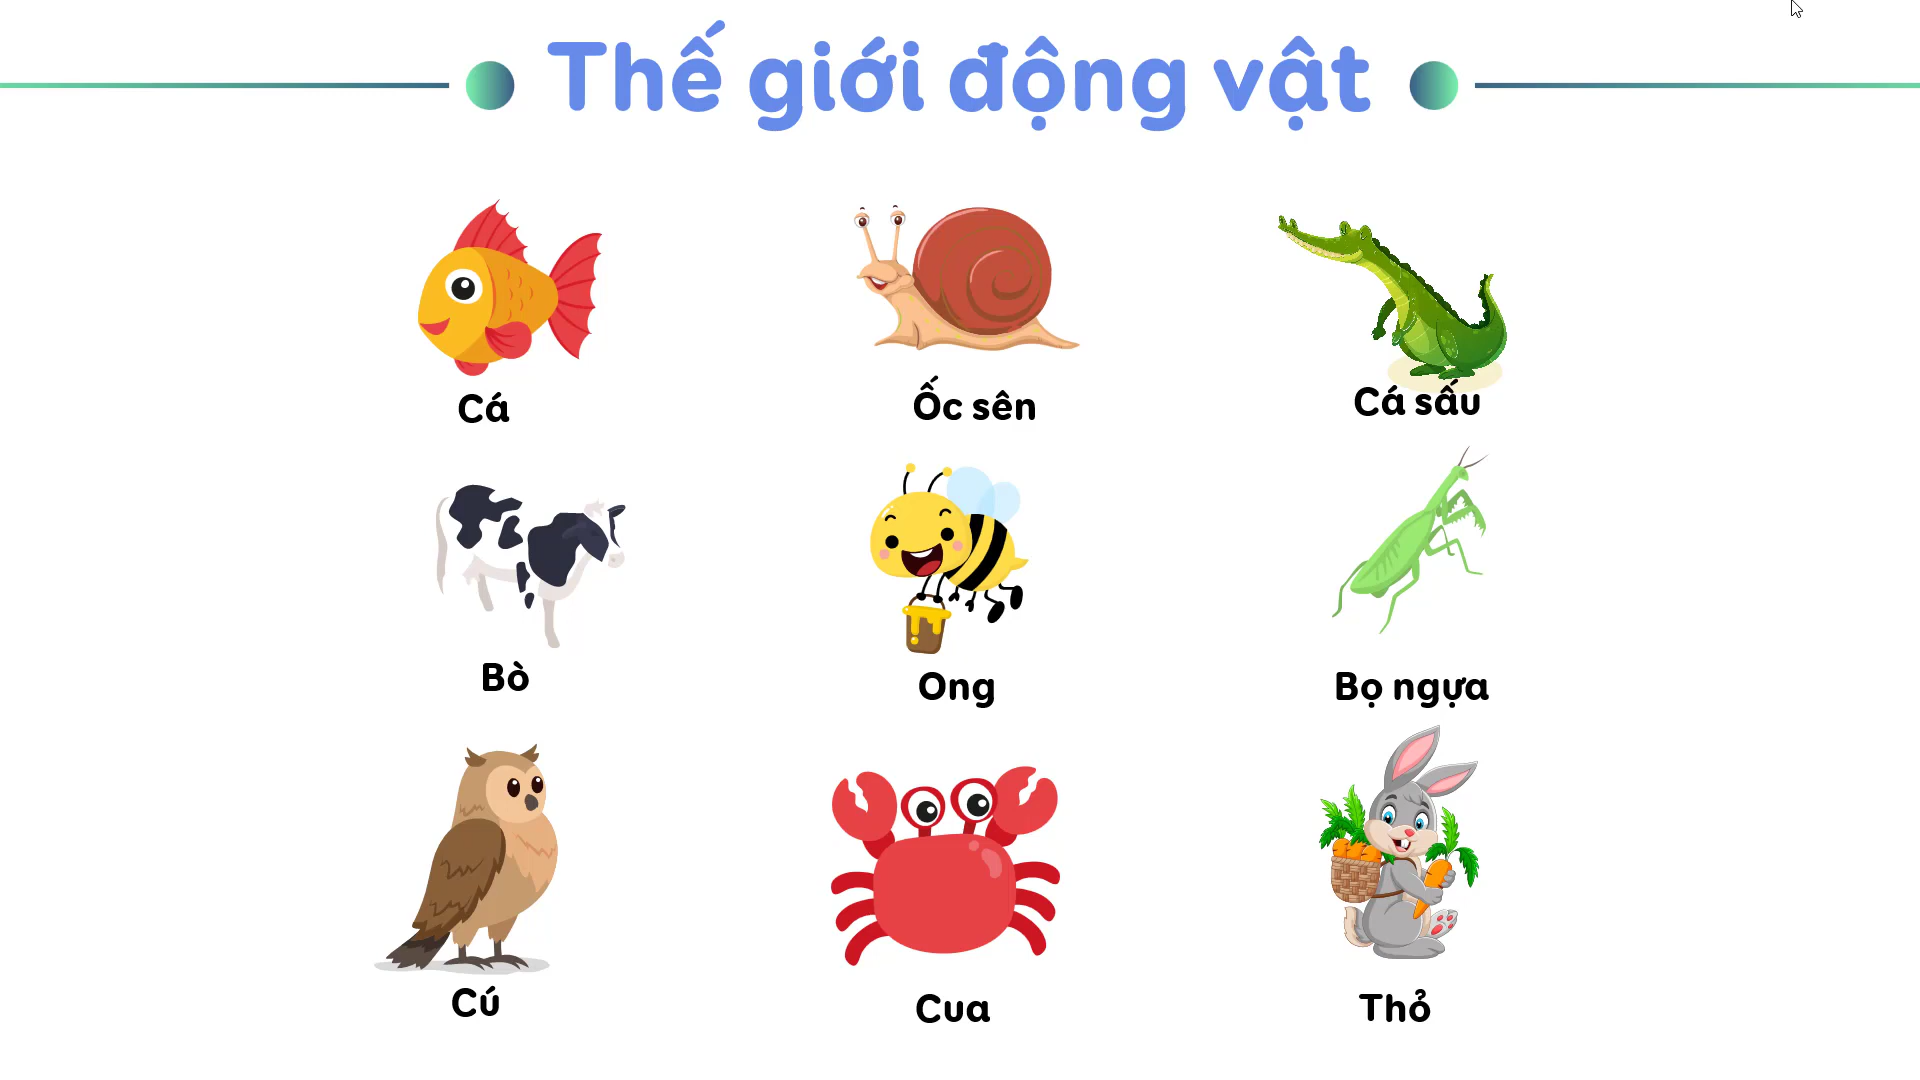 Thế giới động vật
Cá
Ốc sên
Cá sấu
Bò
Ong
Bọ ngựa
Cú
Cua
Thỏ